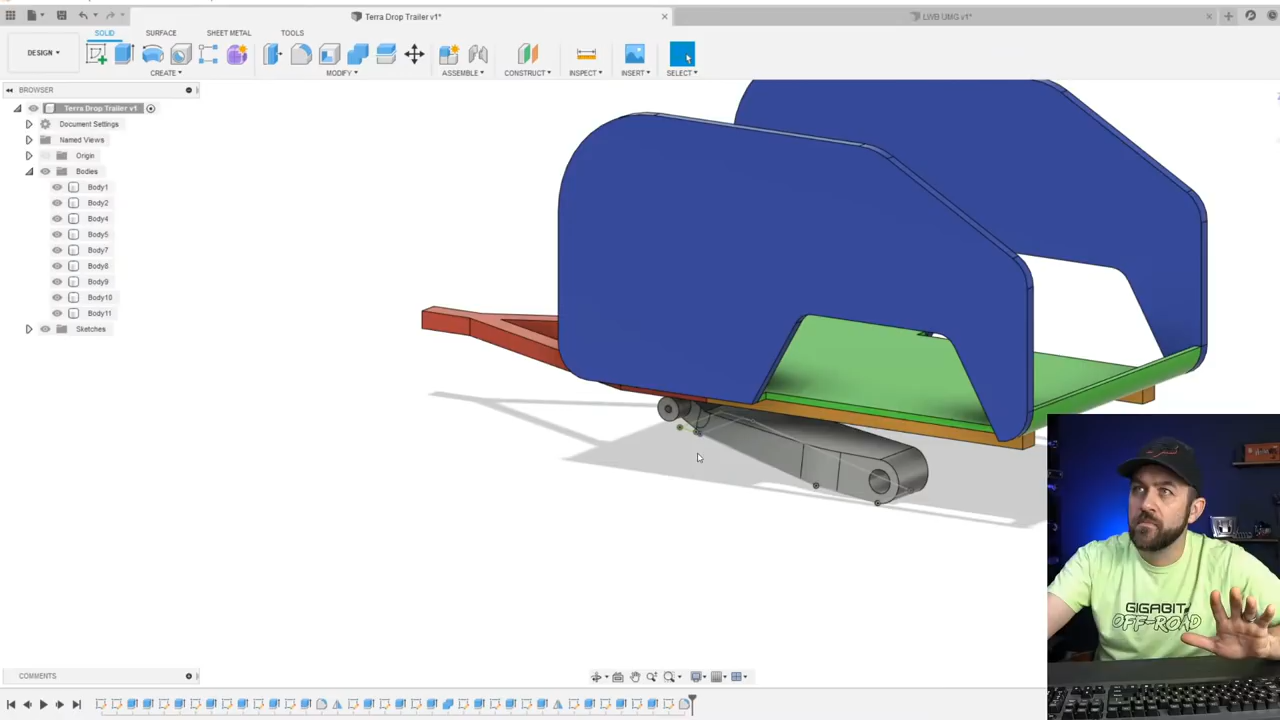 Terra Drop Trailer v1*
LWB UMG v1*
DESIGN
SOLID
SURFACE
SHEET METAL
TOOLS
CREATE
MODIFY
ASSEMBLE
CONSTRUCT
INSPECT
INSERT
SELECT
BROWSER
Terra Drop Trailer v1
Document Settings
Named Views
Origin
Bodies
Body1
Body2
Body4
Body5
Body7
Body8
Body9
Body10
Body11
Sketches
COMMENTS
GIGABIT
OFF-ROAD